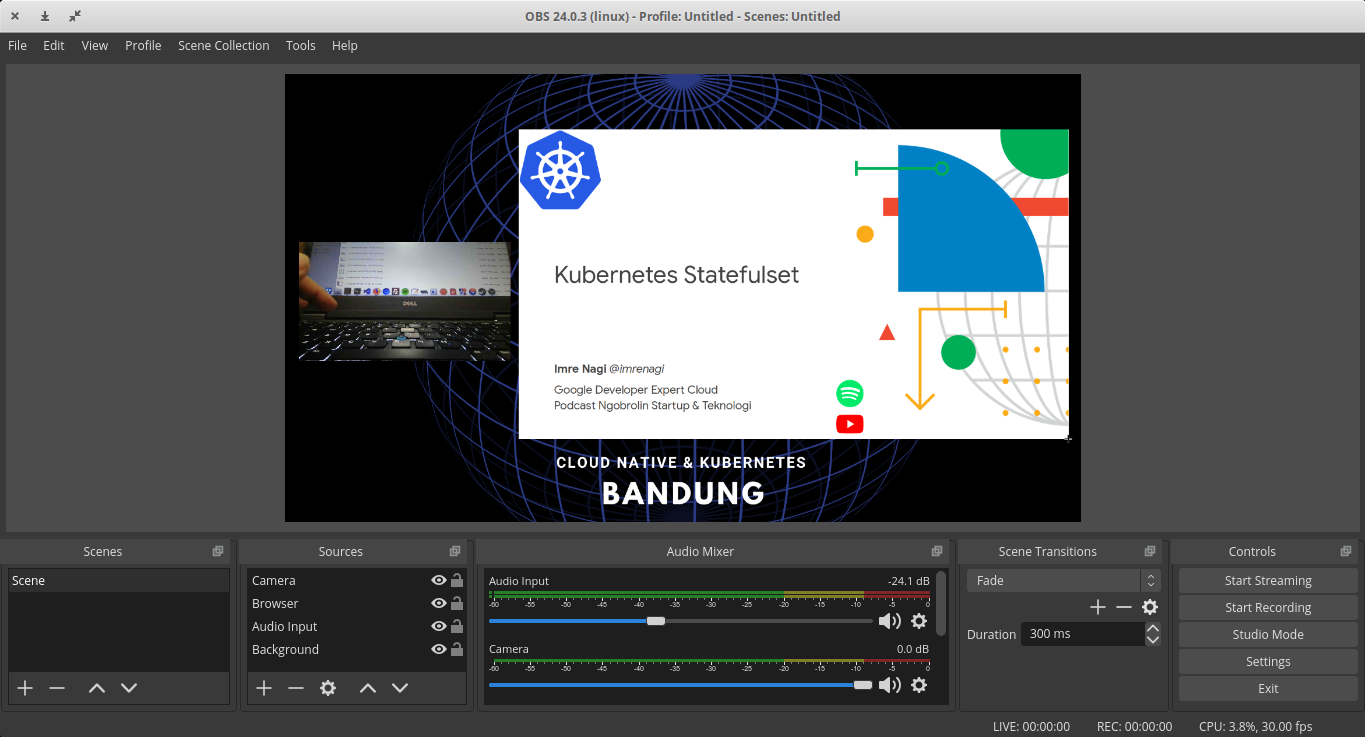 OBS 24.0.3 (linux) - Profile: Untitled - Scenes: Untitled
File Edit View Profile Scene Collection Tools Help
Kubernetes Statefulset
Imre Nagi @imrenagi
Google Developer Expert Cloud
Podcast Ngobrolin Startup & Teknologi
DELL
CLOUD NATIVE & KUBERNETES
BANDUNG
Scenes
Scene
Sources
Camera
Browser
Audio Input
Background
Audio Mixer
Audio Input -24.1 dB
-60 -55 -50 -45 -40 -35 -30 -25 -20 -15 -10 -5 0
Camera 0.0 dB
-60 -55 -50 -45 -40 -35 -30 -25 -20 -15 -10 -5 0
Scene Transitions
Fade
Duration 300 ms
Controls
Start Streaming
Start Recording
Studio Mode
Settings
Exit
LIVE: 00:00:00 REC: 00:00:00 CPU: 3.8%, 30.00 fps